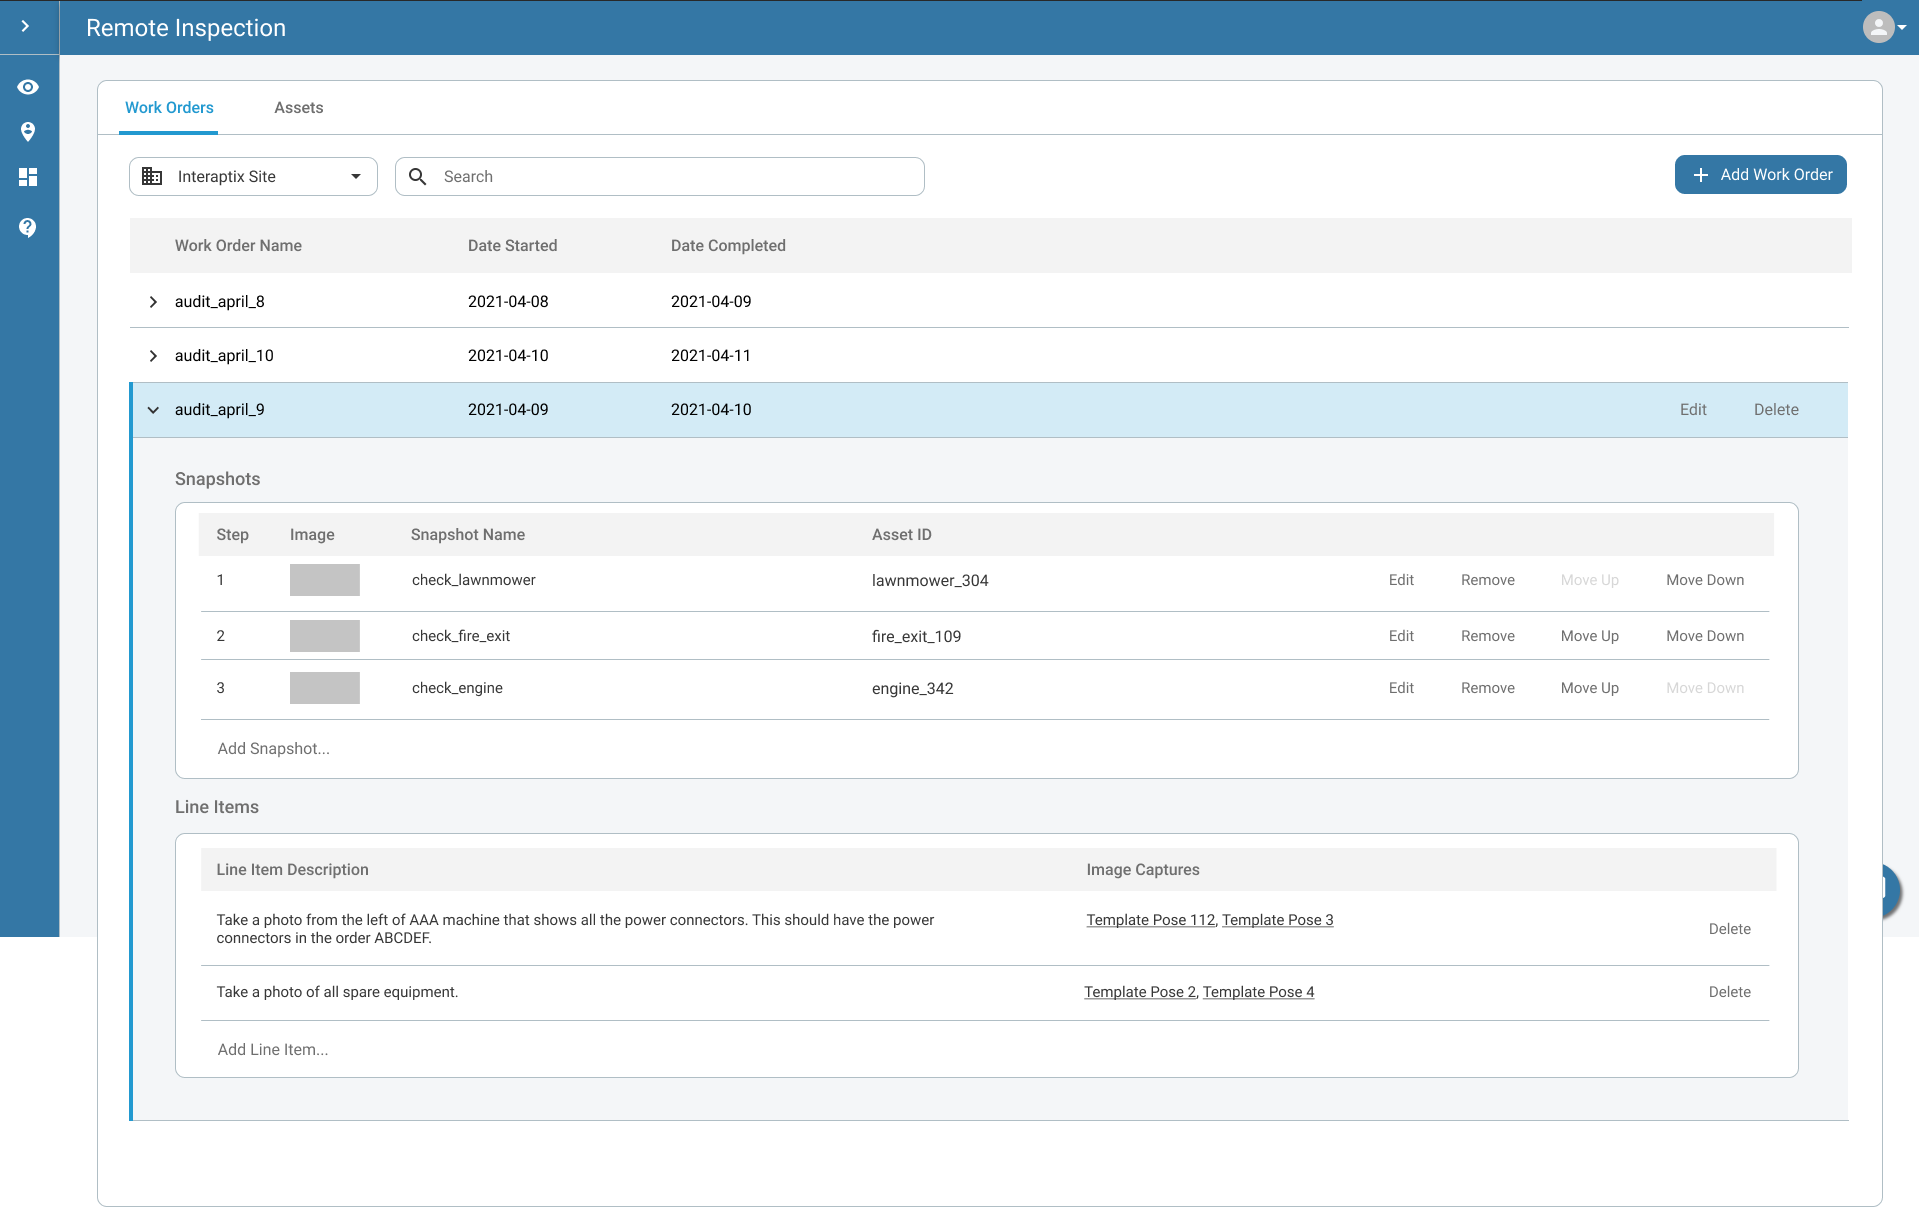 Remote Inspection
Work Orders
Assets
Interaptix Site
Search
Add Work Order
Work Order Name Date Started Date Completed
audit_april_8 2021-04-08 2021-04-09
audit_april_10 2021-04-10 2021-04-11
audit_april_9 2021-04-09 2021-04-10 Edit Delete
Snapshots
Step Image Snapshot Name Asset ID
1 check_lawnmower lawnmower_304 Edit Remove Move Up Move Down
2 check_fire_exit fire_exit_109 Edit Remove Move Up Move Down
3 check_engine engine_342 Edit Remove Move Up Move Down
Add Snapshot...
Line Items
Line Item Description Image Captures
Take a photo from the left of AAA machine that shows all the power connectors. This should have the power
connectors in the order ABCDEF.
Template Pose 112, Template Pose 3
Delete
Take a photo of all spare equipment. Template Pose 2, Template Pose 4 Delete
Add Line Item...